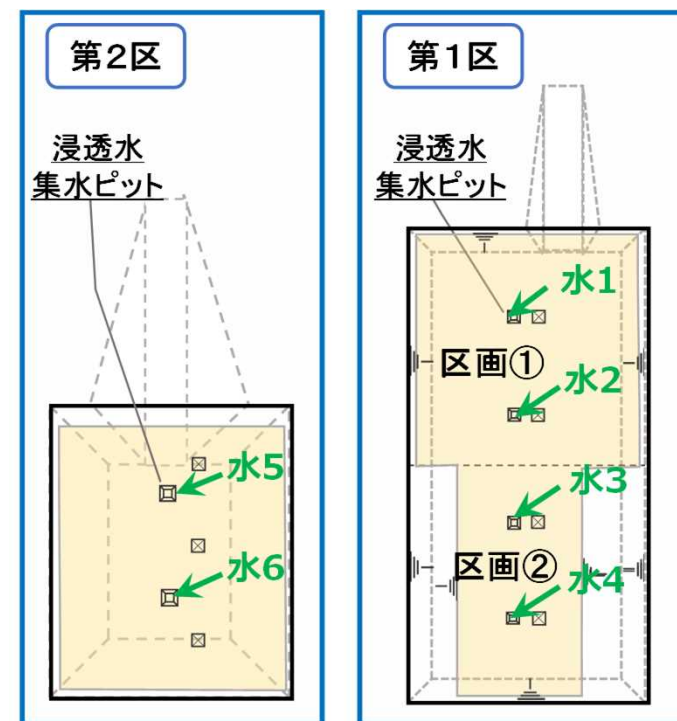 第2区
浸透水
集水ピット
水5
水6
第1区
浸透水
集水ピット
水1
区画①
水2
水3
区画②
水4